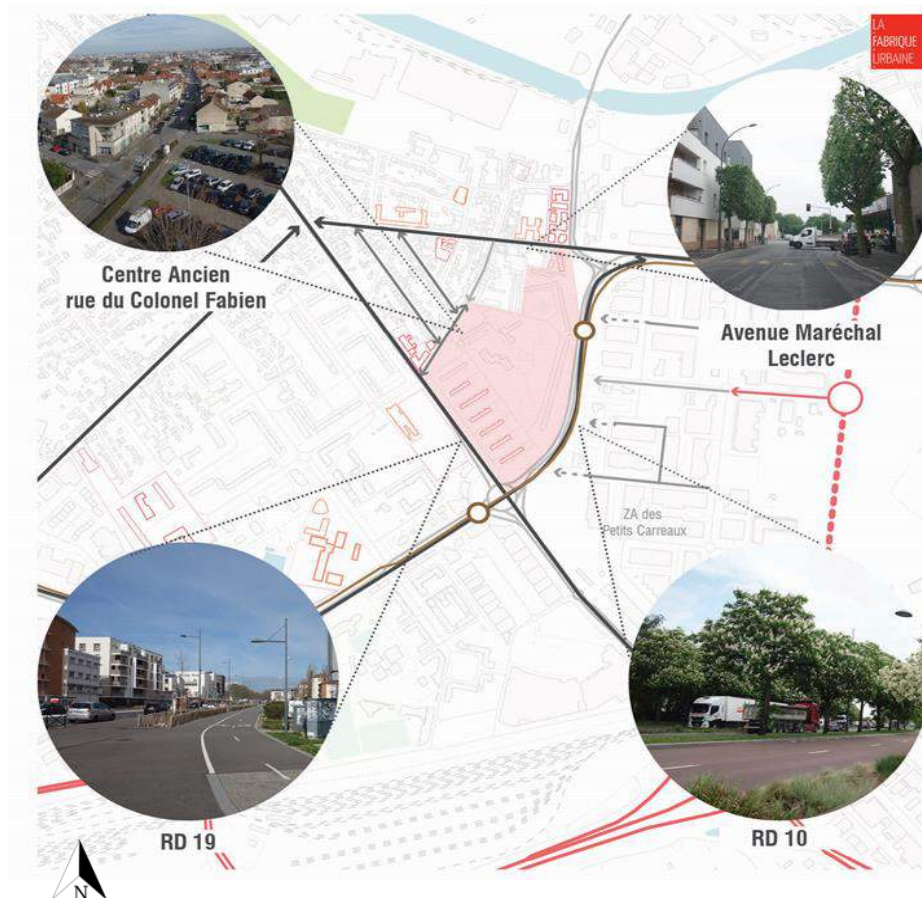 LA
FABRIQUE
URBAINE
Centre Ancien
rue du Colonel Fabien
Avenue Maréchal
Leclerc
ZA des
Petits Carreaux
RD 19
RD 10
N